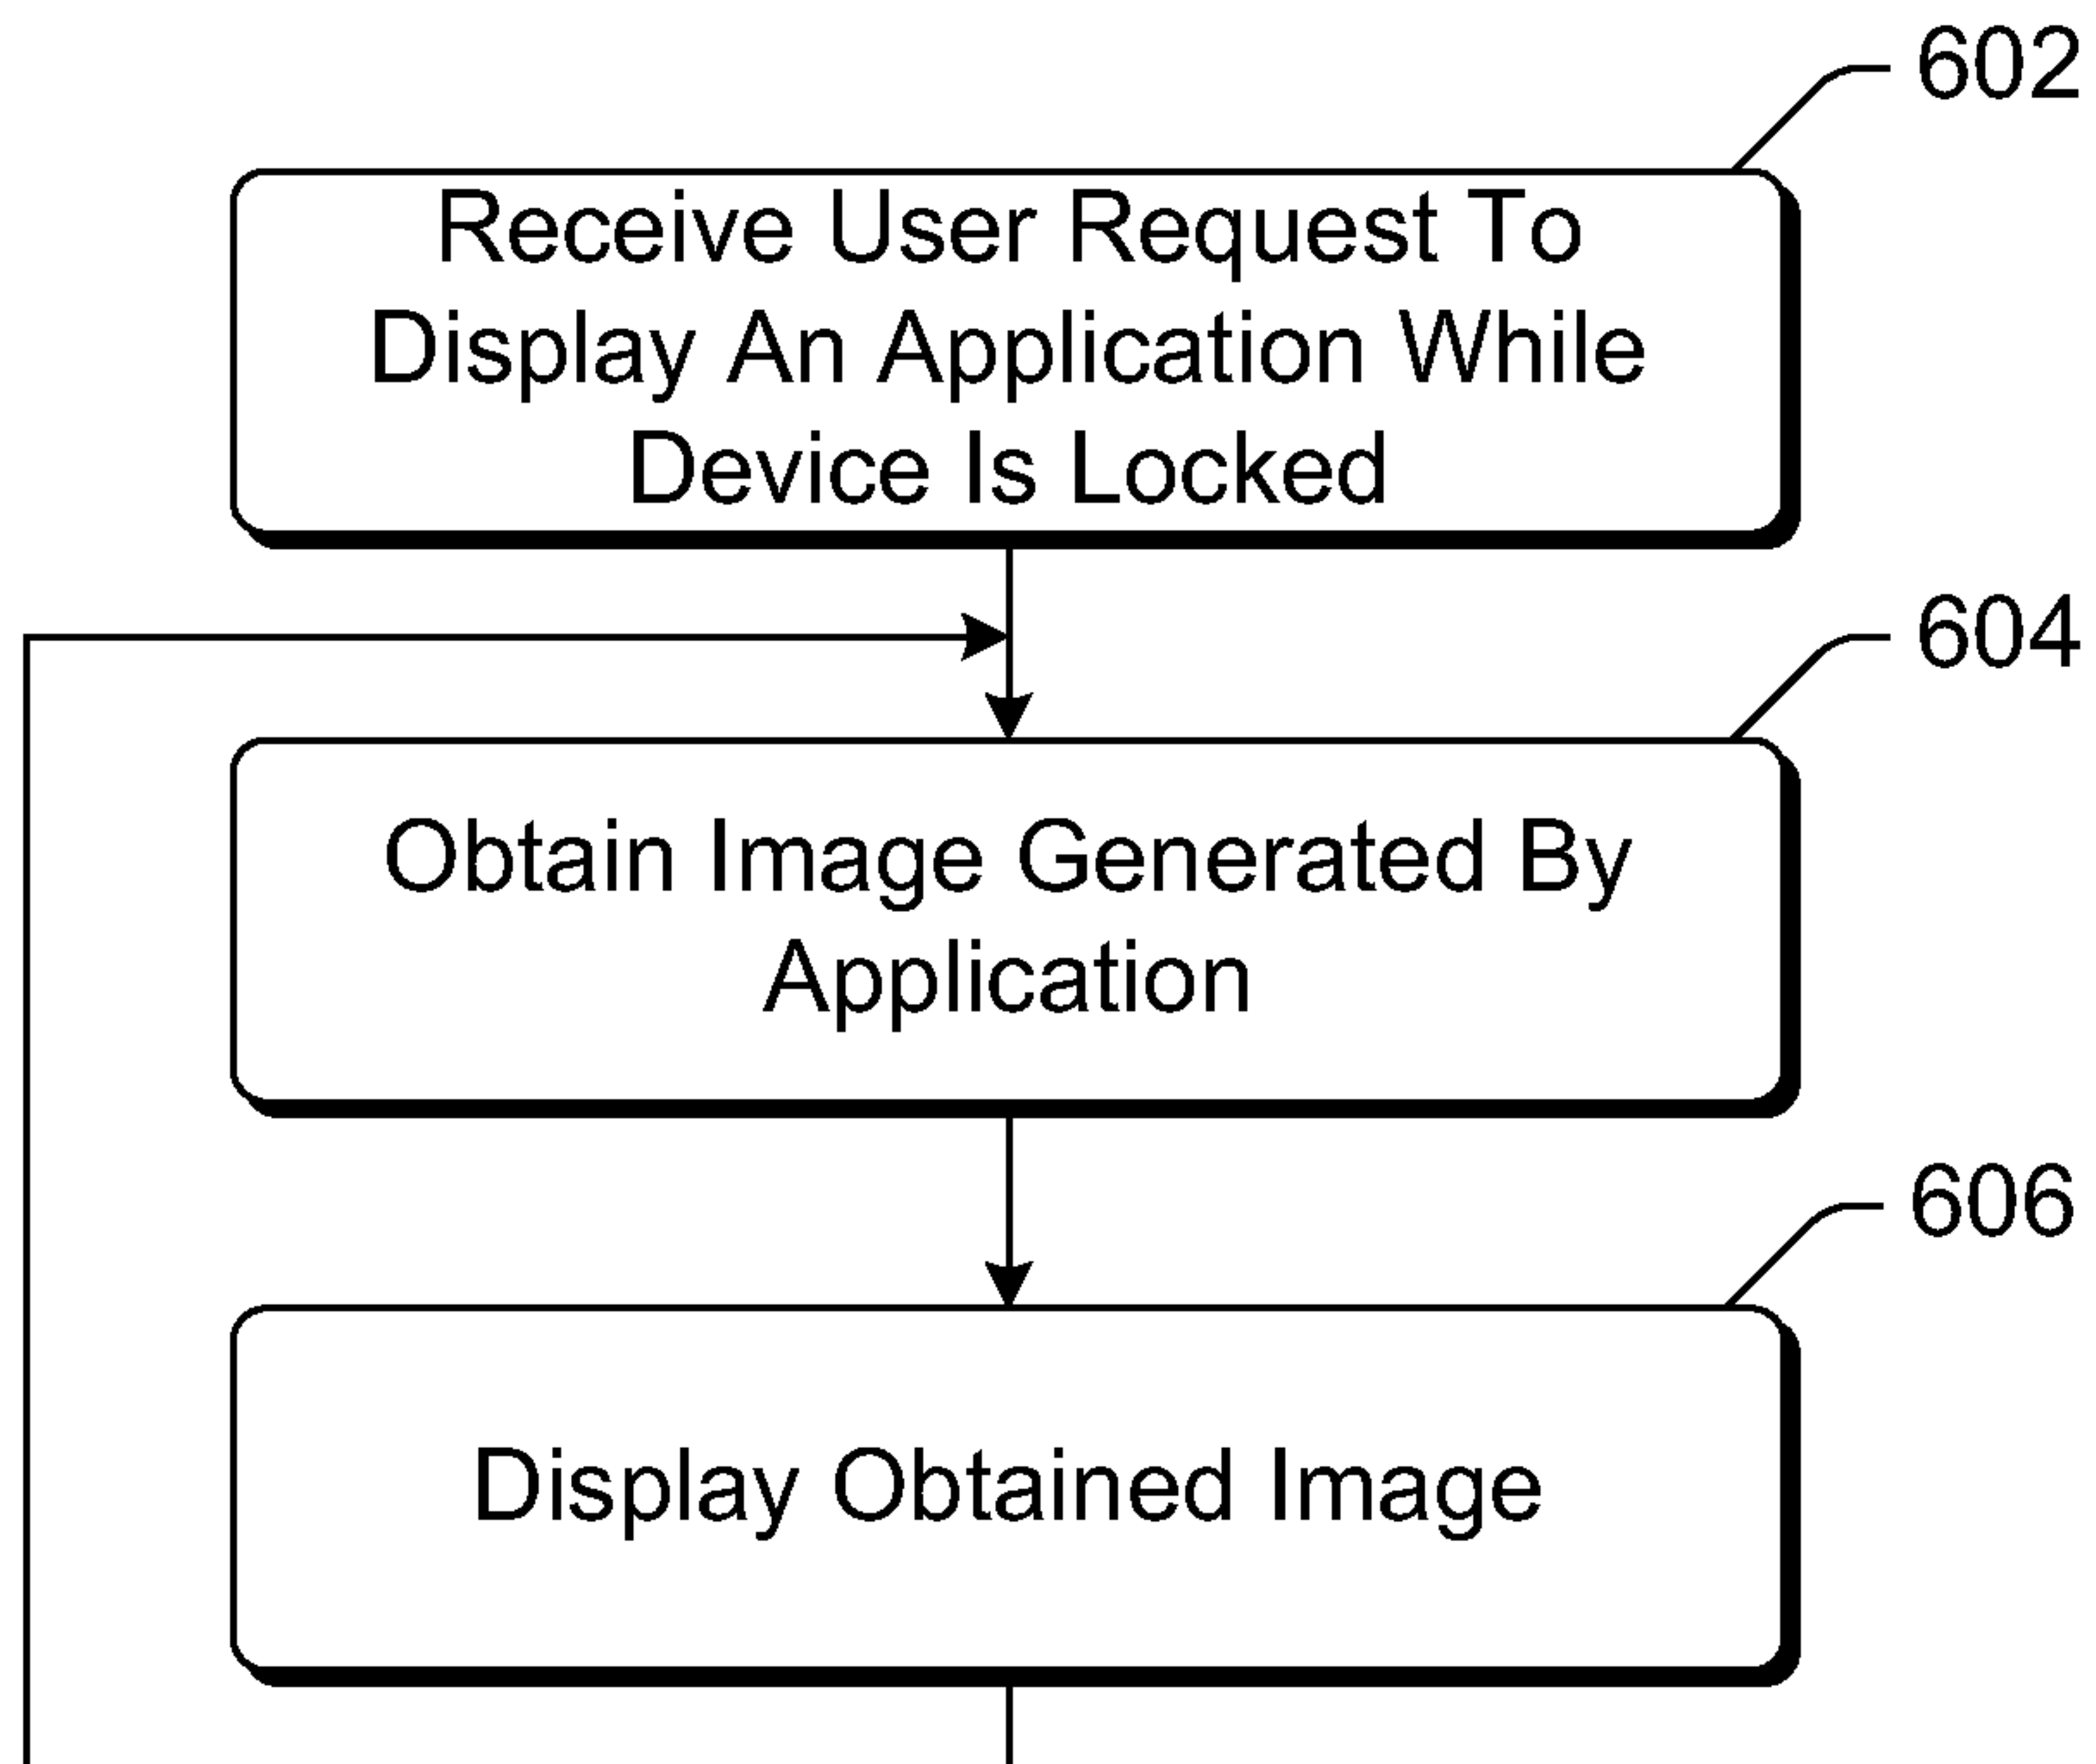 602
Receive User Request To
Display An Application While
Device Is Locked
604
Obtain Image Generated By
Application
606
Display Obtained Image